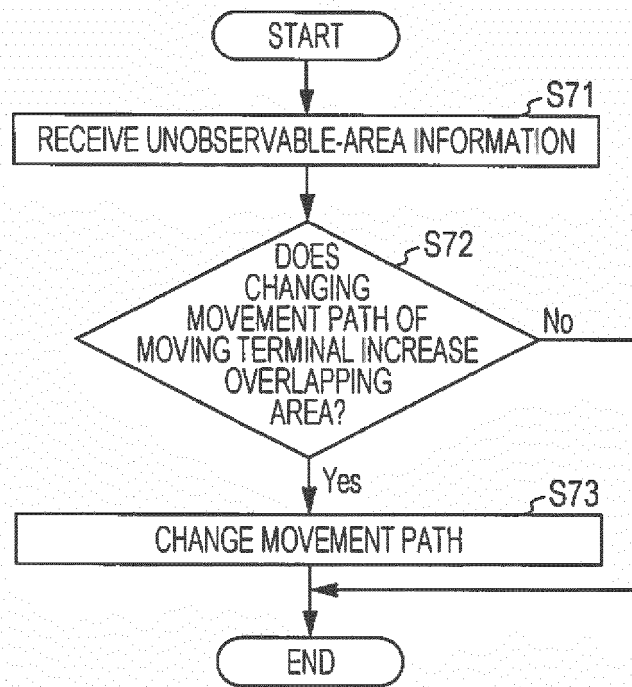 START
S71
RECEIVE UNOBSERVABLE-AREA INFORMATION
S72
DOES
CHANGING
MOVEMENT PATH OF
MOVING TERMINAL INCREASE
OVERLAPPING
AREA?
No
Yes
S73
CHANGE MOVEMENT PATH
END